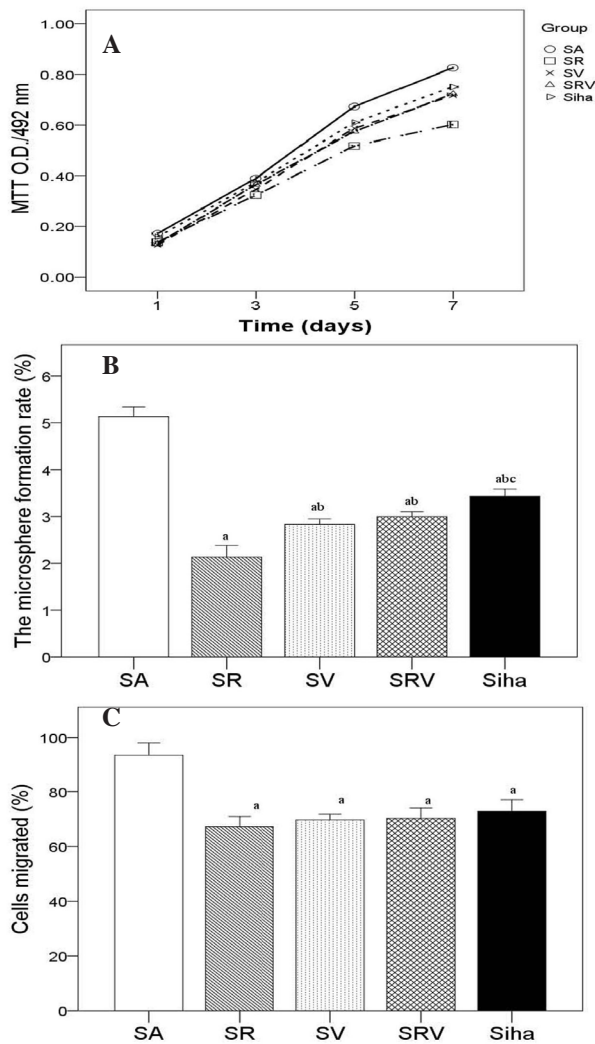 A
MTT O.D./492 nm
1.00
0.80
0.60
0.40
0.20
0.00
1 3 5 7
Time (days)
Group
SA
SR
SV
SRV
Siha
B
The microsphere formation rate (%)
6
5
4
3
2
1
0
a ab ab abc
SA SR SV SRV Siha
C
Cells migrated (%)
100
80
60
40
20
0
a a a a
SA SR SV SRV Siha